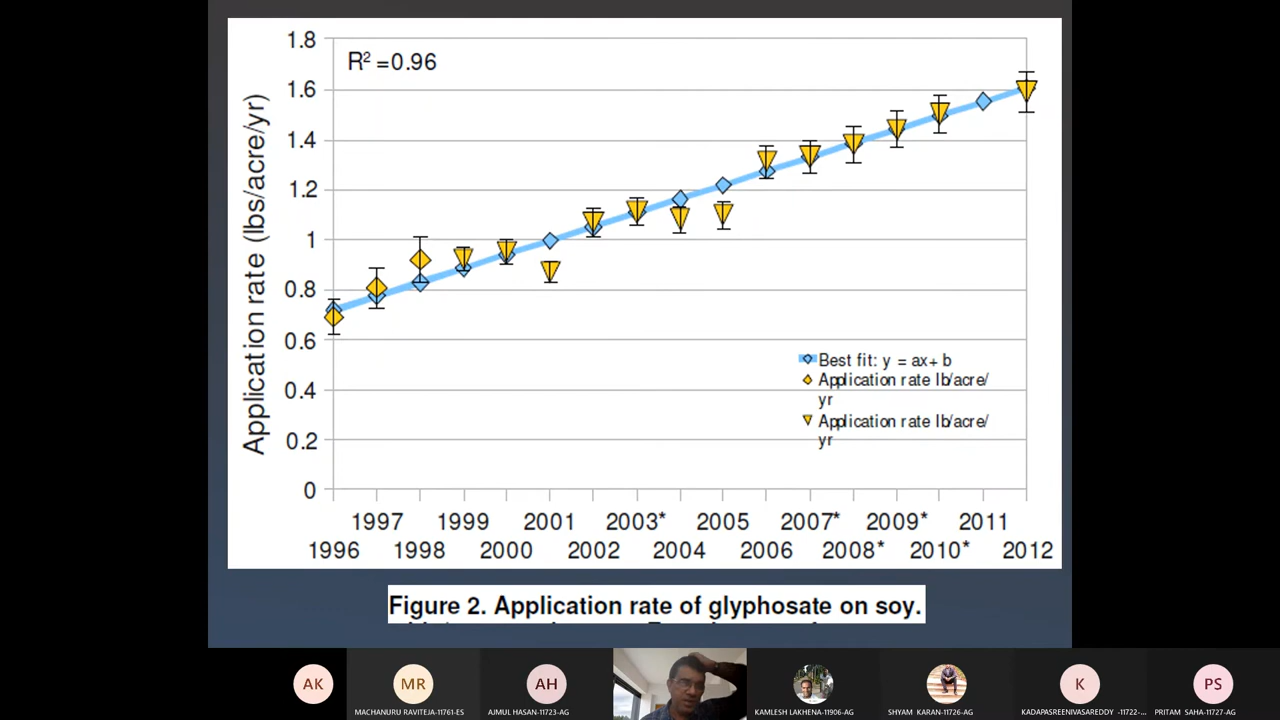 1.8
R² =0.96
1.6
1.4
1.2
1
0.8
0.6
0.4
0.2
0
Application rate (lbs/acre/yr)
Best fit: y = ax+ b
Application rate lb/acre/
yr
Application rate lb/acre/
yr
1997 1999 2001 2003* 2005 2007* 2009* 2011
1996 1998 2000 2002 2004 2006 2008* 2010* 2012
Figure 2. Application rate of glyphosate on soy.
AK
MR
AH
K
PS
MACHANURU RAVITEJA-11761-ES
AJMUL HASAN-11723-AG
KAMLESH LAKHENA-11906-AG
SHYAM KARAN-11726-AG
KADAPASREENIVASAREDDY -11722-...
PRITAM SAHA-11727-AG